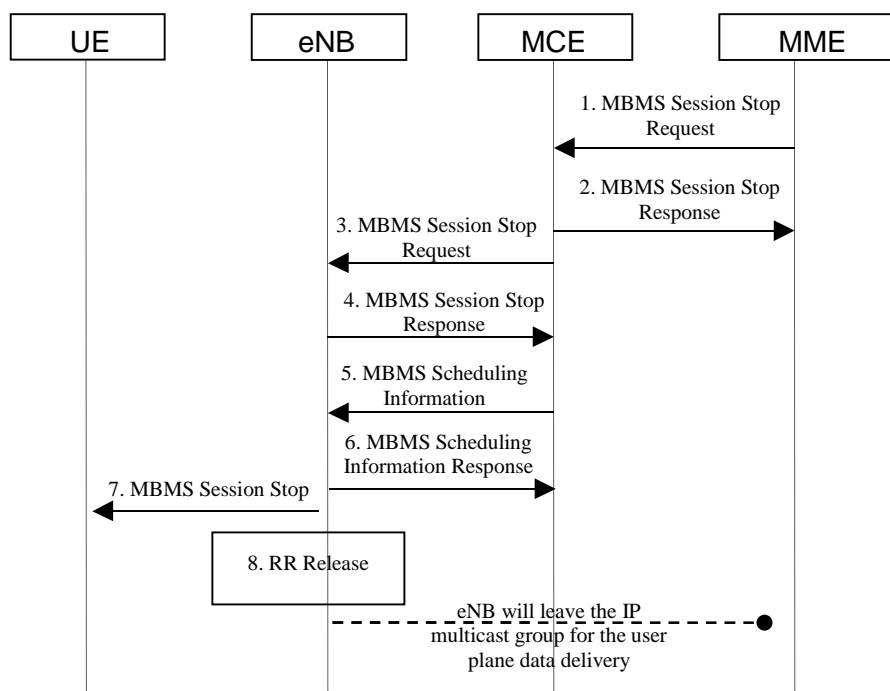 UE
eNB
MCE
MME
1. MBMS Session Stop
Request
2. MBMS Session Stop
Response
3. MBMS Session Stop
Request
4. MBMS Session Stop
Response
5. MBMS Scheduling
Information
6. MBMS Scheduling
Information Response
7. MBMS Session Stop
8. RR Release
eNB will leave the IP
multicast group for the user
plane data delivery